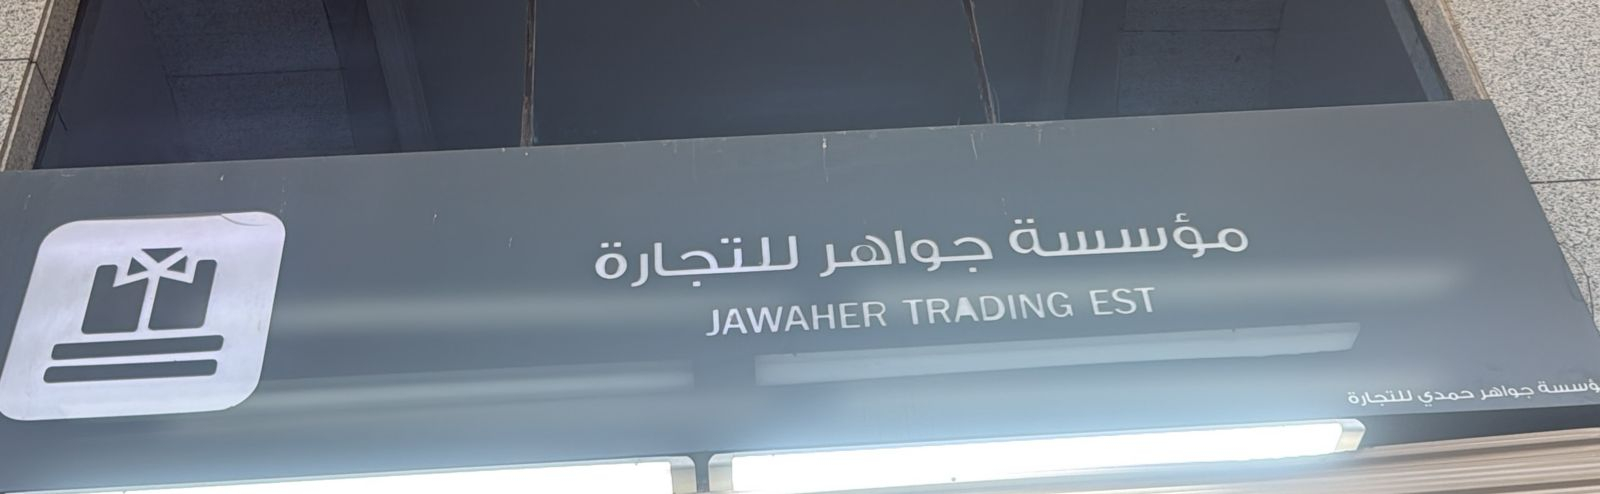 مؤسسة جواهر للتجارة
JAWAHER TRADING EST
مؤسسة جواهر حمدي للتجارة